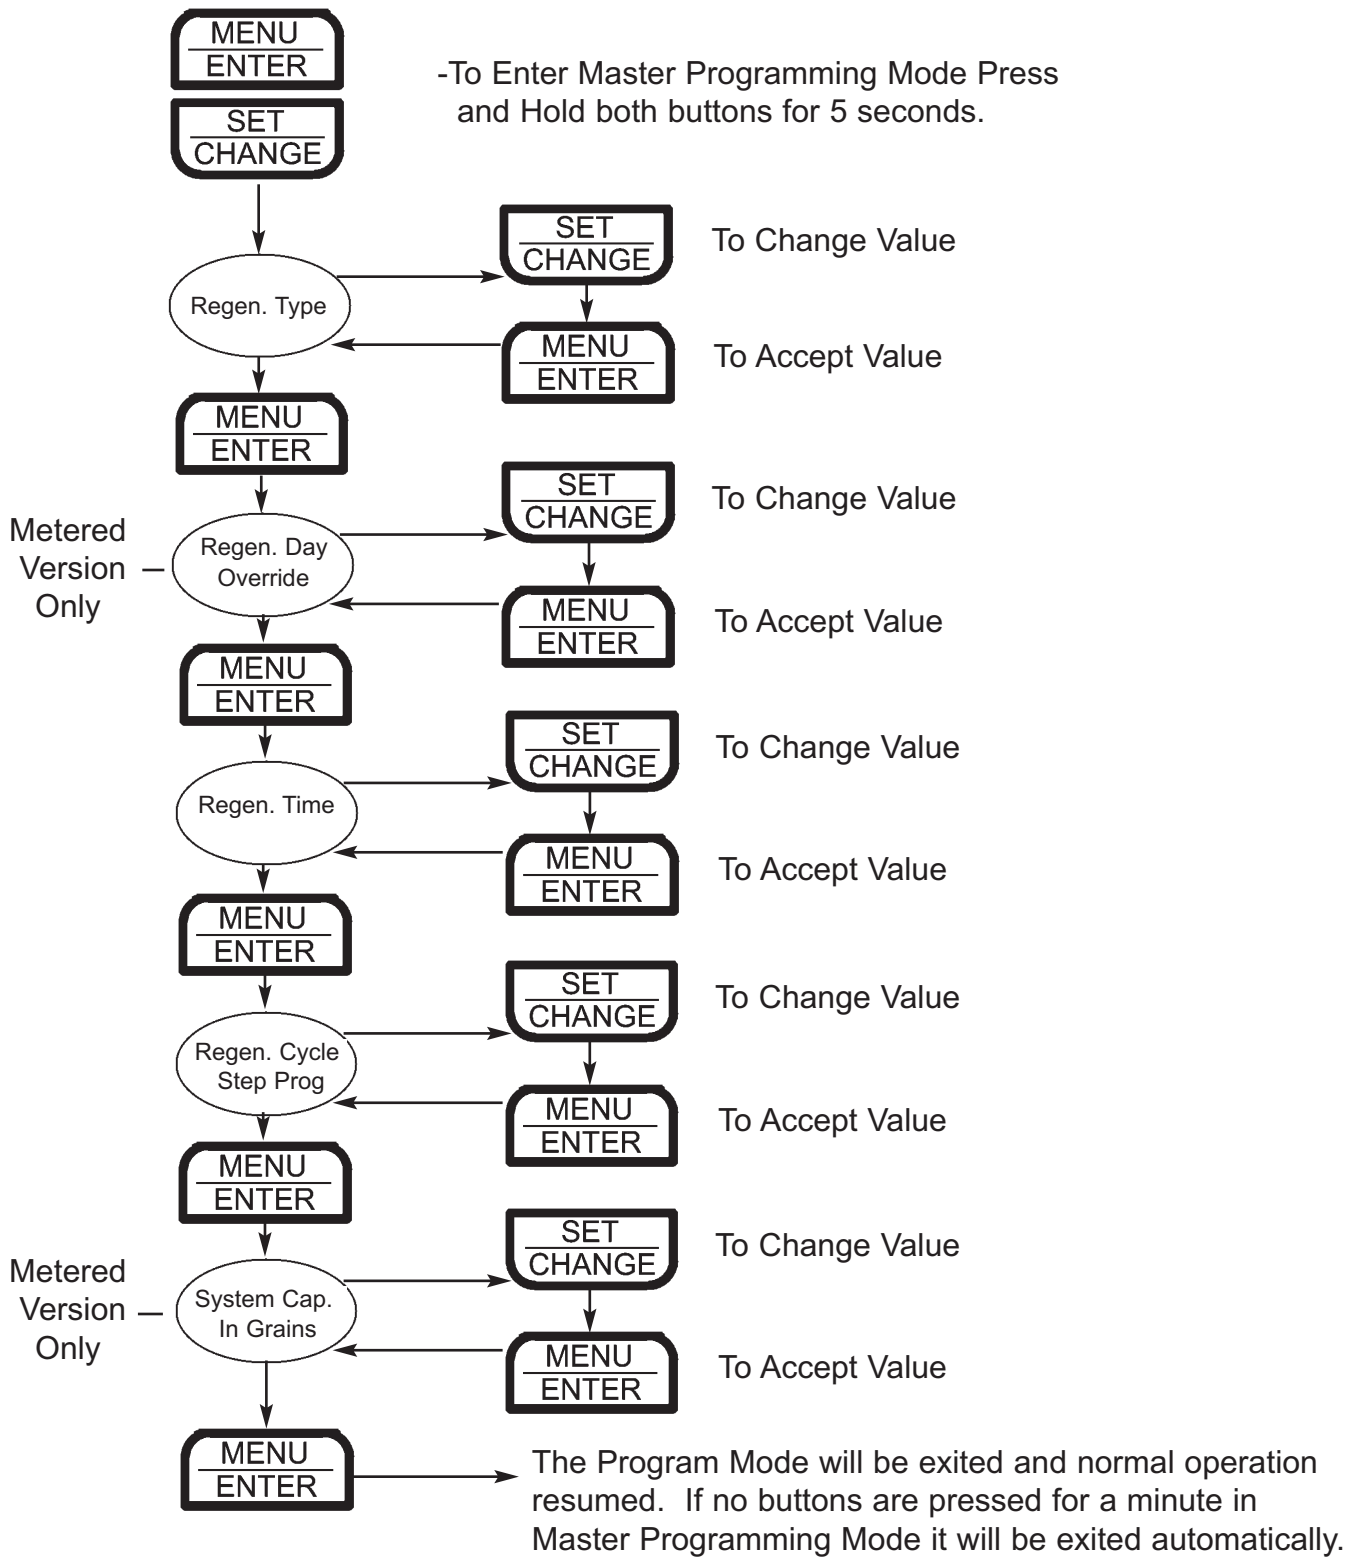 MENU
ENTER
-To Enter Master Programming Mode Press
and Hold both buttons for 5 seconds.
SET
CHANGE
SET
CHANGE
To Change Value
Regen. Type
MENU
ENTER
To Accept Value
MENU
ENTER
SET
CHANGE
To Change Value
Metered
Version
Only
Regen. Day
Override
MENU
ENTER
To Accept Value
MENU
ENTER
SET
CHANGE
To Change Value
Regen. Time
MENU
ENTER
To Accept Value
MENU
ENTER
SET
CHANGE
To Change Value
Regen. Cycle
Step Prog
MENU
ENTER
To Accept Value
MENU
ENTER
SET
CHANGE
To Change Value
Metered
Version
Only
System Cap.
In Grains
MENU
ENTER
To Accept Value
MENU
ENTER
The Program Mode will be exited and normal operation
resumed.  If no buttons are pressed for a minute in
Master Programming Mode it will be exited automatically.